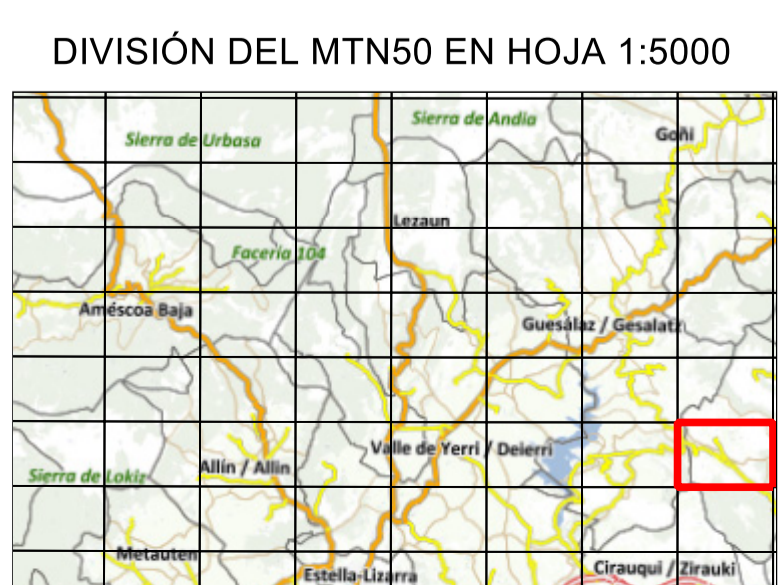 DIVISIÓN DEL MTN50 EN HOJA 1:5000
Sierra de Andia
Goñi
Sierra de Urbasa
Lezaun
Facería 104
Améscoa Baja
Guesálaz / Gesalatz
Valle de Yerri / Deierri
Allín / Allin
Sierra de Lokiz
Metauten
Cirauqui / Zirauki
Estella-Lizarra